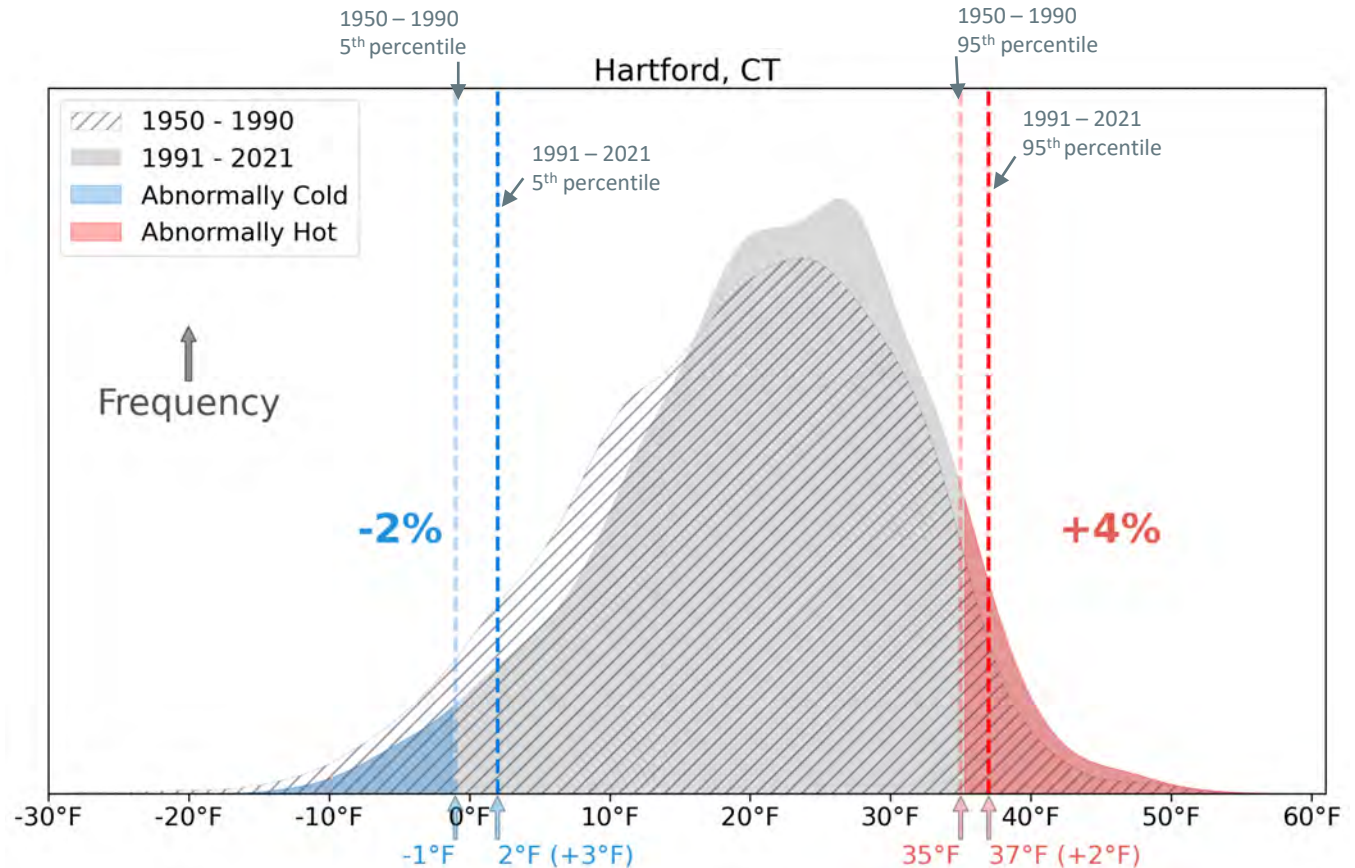 1950 – 1990
5th percentile
1950 – 1990
95th percentile
Hartford, CT
1950 - 1990
1991 - 2021
Abnormally Cold
Abnormally Hot
1991 – 2021
5th percentile
1991 – 2021
95th percentile
Frequency
-2%
+4%
-30°F -20°F -10°F 0°F 10°F 20°F 30°F 40°F 50°F 60°F
-1°F 2°F (+3°F) 35°F 37°F (+2°F)